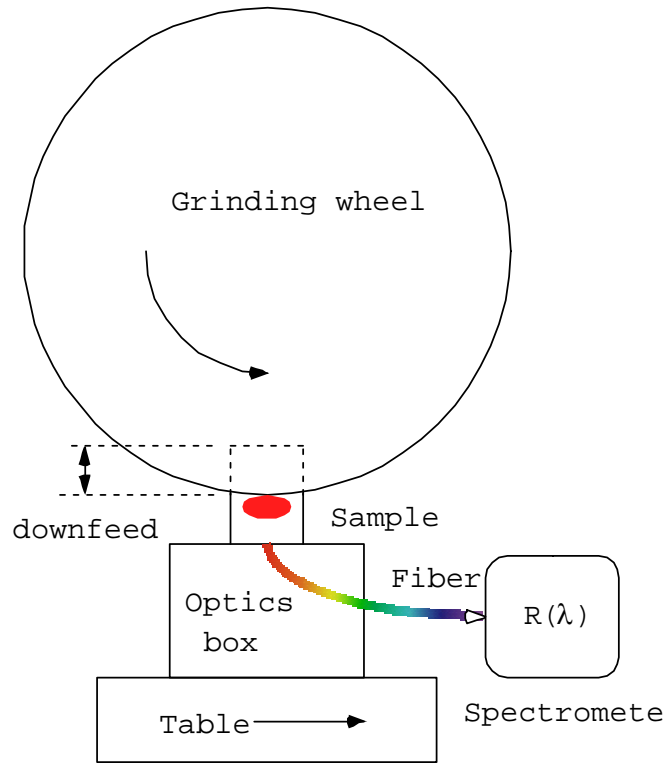 Grinding wheel
downfeed
Sample
Fiber
Optics
box
R(λ)
Table
Spectromete